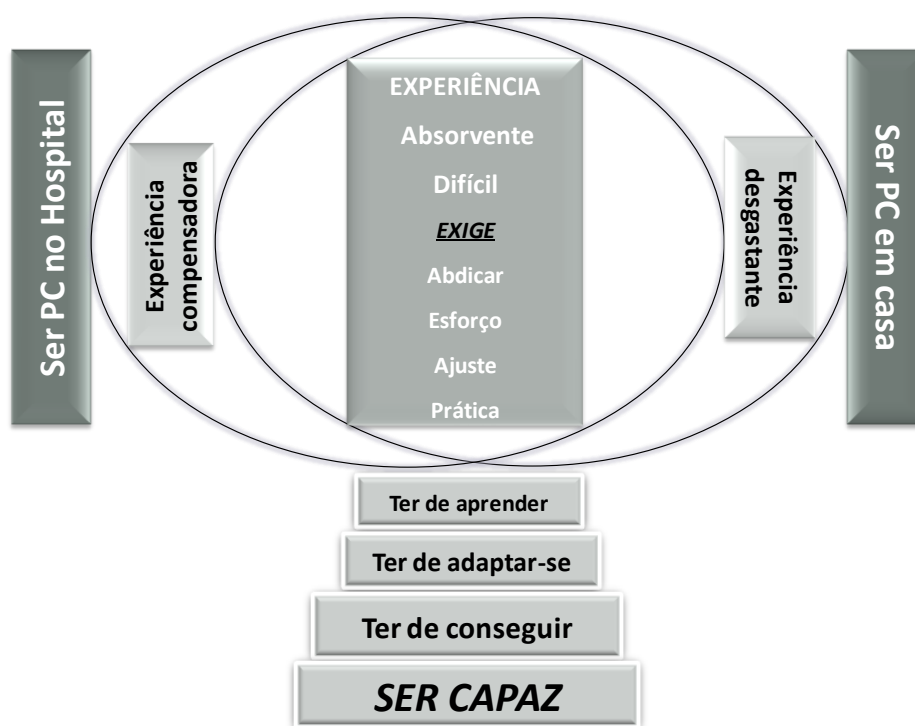 Ser PC no Hospital
Experiência
compensadora
EXPERIÊNCIA
Absorvente
Difícil
EXIGE
Abdicar
Esforço
Ajuste
Prática
Experiência
desgastante
Ser PC em casa
Ter de aprender
Ter de adaptar-se
Ter de conseguir
SER CAPAZ